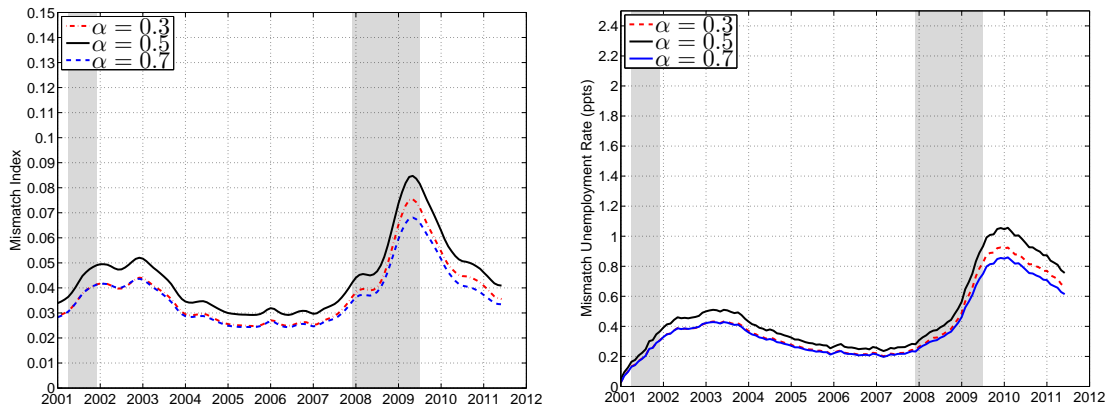 0.15
0.14
0.13
0.12
0.11
0.1
0.09
0.08
0.07
0.06
0.05
0.04
0.03
0.02
0.01
0
Mismatch Index
α = 0.3
α = 0.5
α = 0.7
2001 2002 2003 2004 2005 2006 2007 2008 2009 2010 2011 2012
2.4
2.2
2
1.8
1.6
1.4
1.2
1
0.8
0.6
0.4
0.2
0
Mismatch Unemployment Rate (ppts)
α = 0.3
α = 0.5
α = 0.7
2001 2002 2003 2004 2005 2006 2007 2008 2009 2010 2011 2012